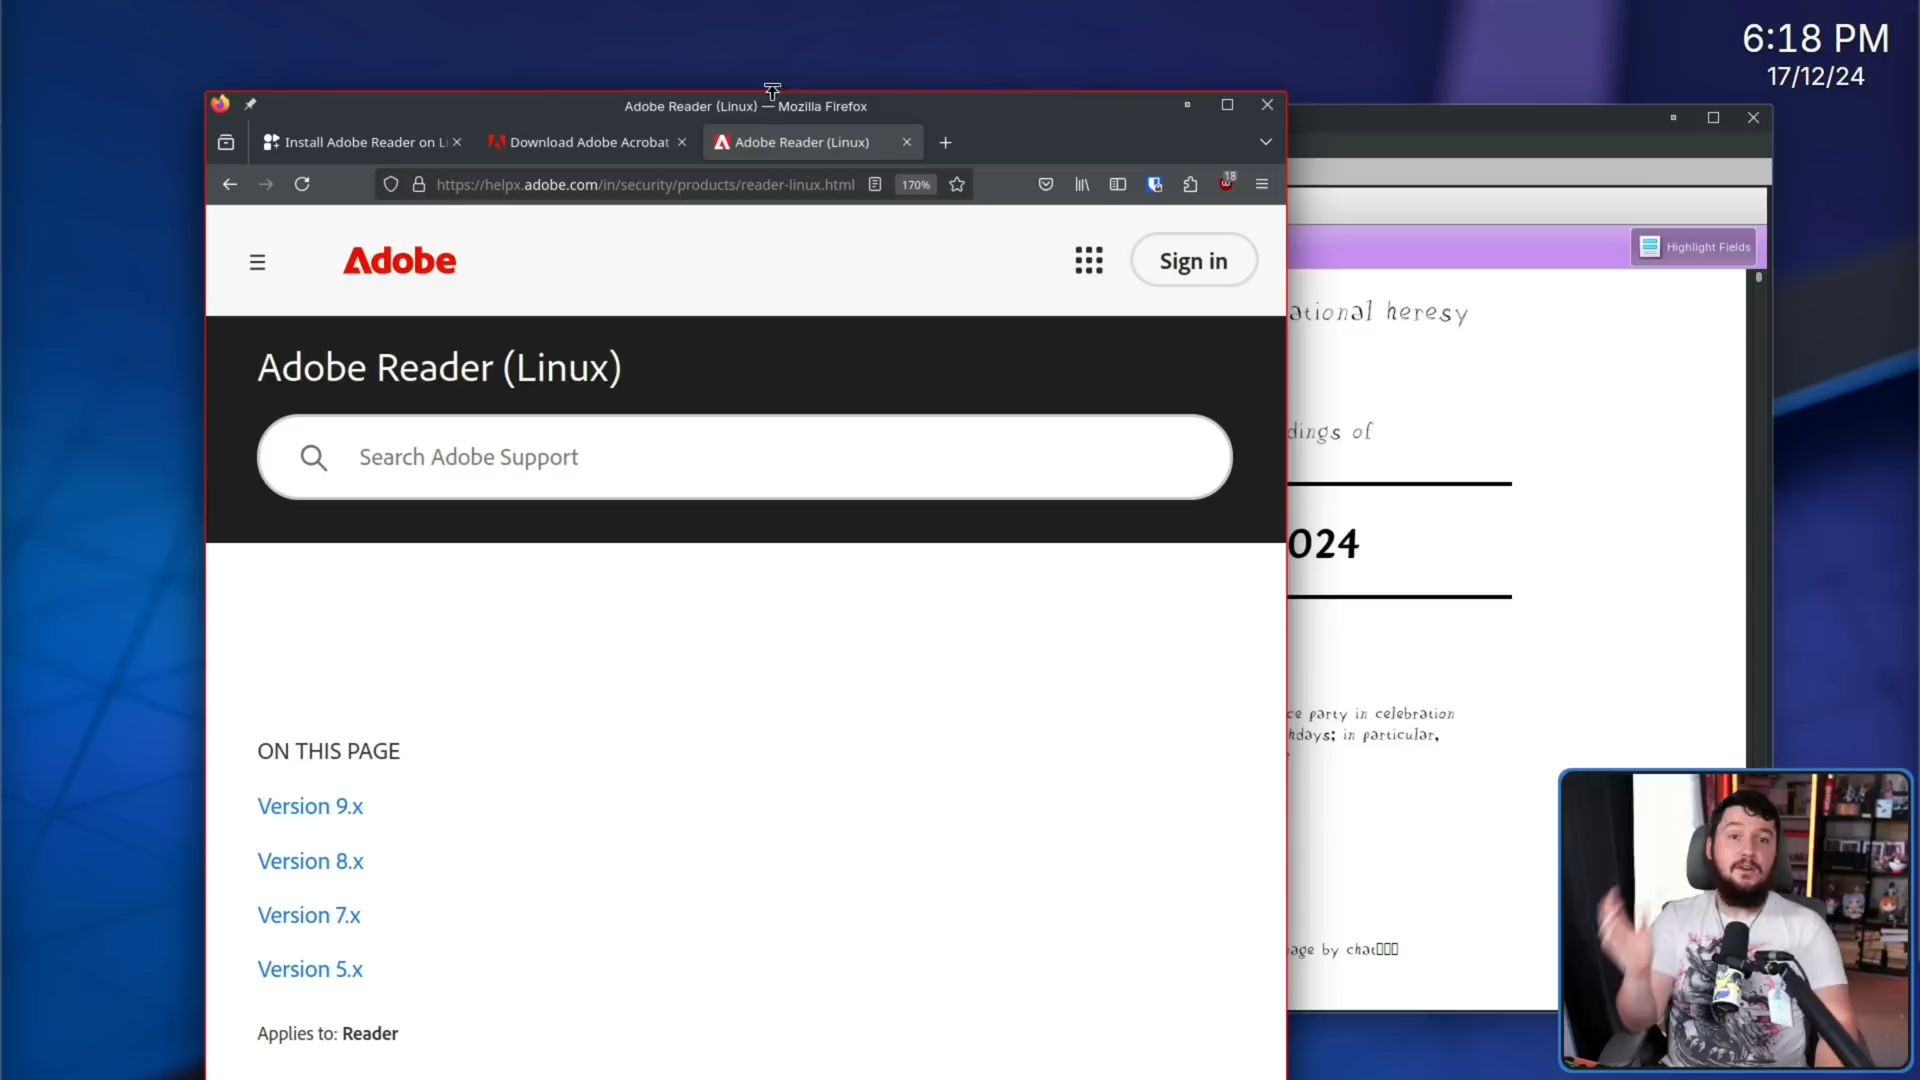 6:18 PM
17/12/24
Adobe Reader (Linux) — Mozilla Firefox
Install Adobe Reader on Li
Download Adobe Acrobat
Adobe Reader (Linux)
https://helpx.adobe.com/in/security/products/reader-linux.html
170%
18
Adobe
Sign in
Highlight Fields
ational heresy
Adobe Reader (Linux)
dings of
Search Adobe Support
024
ce party in celebration
hdays; in particular,
ON THIS PAGE
Version 9.x
Version 8.x
Version 7.x
Version 5.x
age by chat
Applies to: Reader